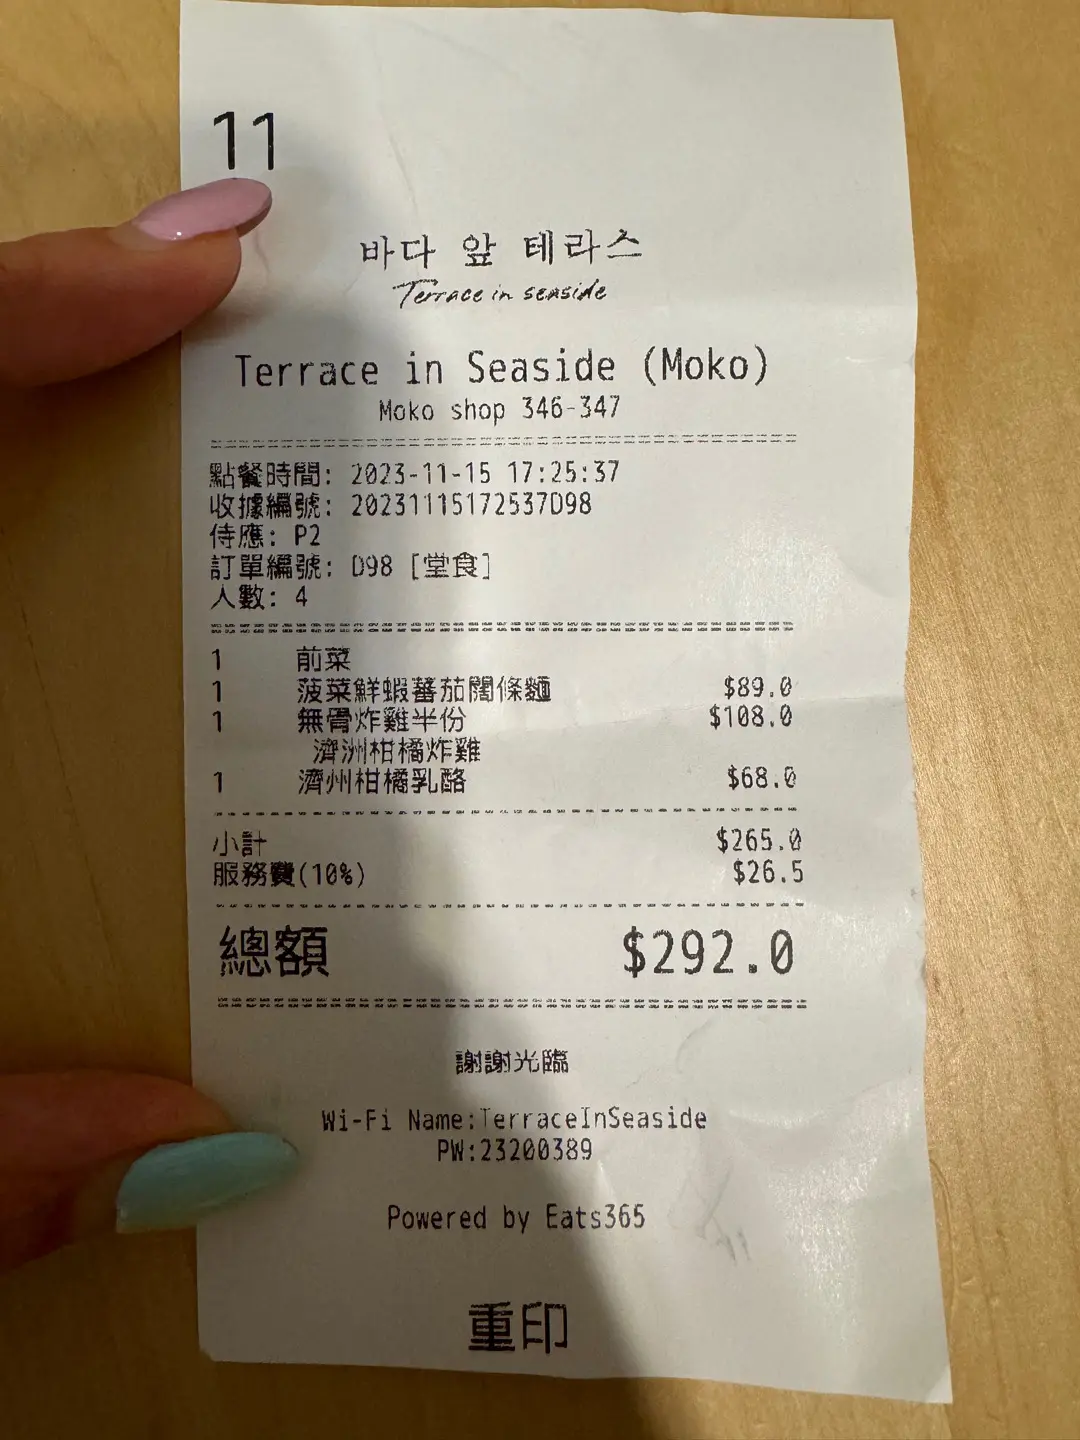 11
바다 앞 테라스
Terrace in seaside
Terrace in Seaside (Moko)
Moko shop 346-347
點餐時間: 2023-11-15 17:25:37
收據編號: 20231115172537D98
侍應: P2
訂單編號: D98 [堂食]
人數: 4
1 前菜
1 菠菜鮮蝦蕃茄闊條麵 $89.0
1 無骨炸雞半份 $108.0
濟洲柑橘炸雞
1 濟州柑橘乳酪 $68.0
小計 $265.0
服務費(10%) $26.5
總額 $292.0
謝謝光臨
Wi-Fi Name:TerraceInSeaside
PW:23200389
Powered by Eats365
重印